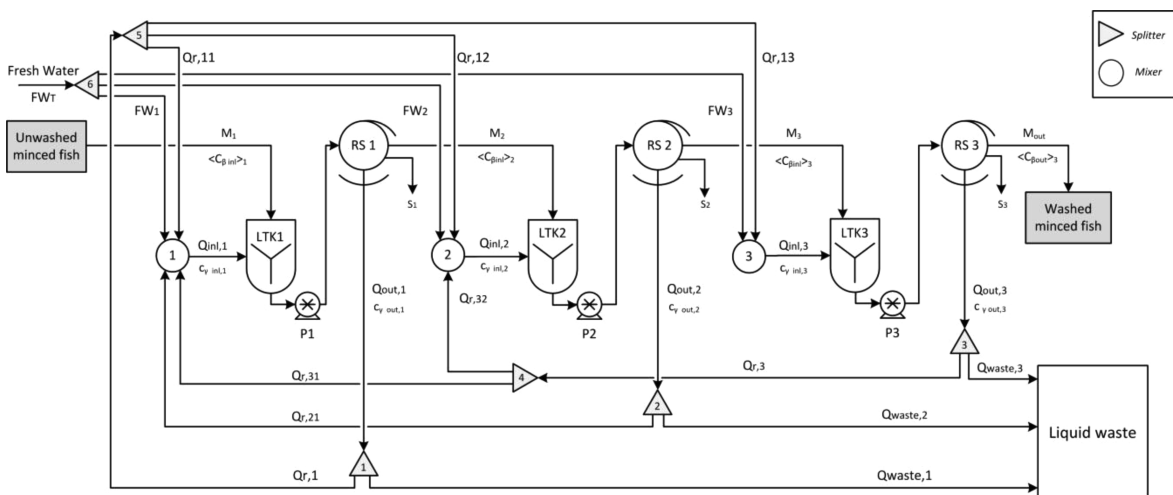 5
Qr,11
Qr,12
Qr,13
Splitter
Mixer
Fresh Water
FWT
6
FW1
FW2
FW3
Unwashed
minced fish
M1
<Cβ inl>1
RS 1
M2
<Cβinl>2
RS 2
M3
<Cβinl>3
RS 3
Mout
<Cβout>3
S1
S2
S3
Washed
minced fish
1
Qinl,1
cγ inl,1
LTK1
2
Qinl,2
cγ inl,2
LTK2
3
Qinl,3
cγ inl,3
LTK3
P1
Qout,1
cγ out,1
Qr,32
P2
Qout,2
cγ out,2
P3
Qout,3
cγ out,3
3
Qr,31
4
Qr,3
Qwaste,3
Qr,21
2
Qwaste,2
Liquid waste
Qr,1
1
Qwaste,1